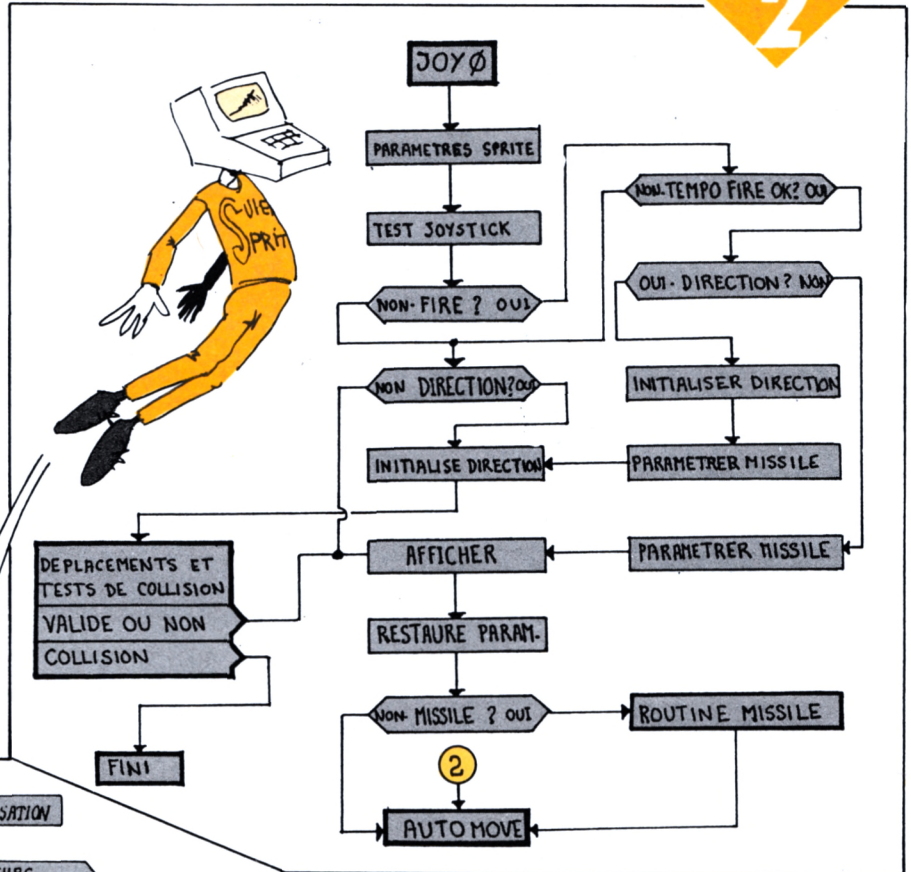 2
JOYØ
PARAMETRES SPRITE
TEST JOYSTICK
NON-FIRE ? OUI
NON-TEMPO FIRE OK? OUI
OUI-DIRECTION? NON
NON DIRECTION? OUI
INITIALISER DIRECTION
INITIALISE DIRECTION
PARAMETRER MISSILE
DEPLACEMENTS ET
TESTS DE COLLISION
VALIDE OU NON
COLLISION
AFFICHER
PARAMETRER MISSILE
RESTAURE PARAM.
NON-MISSILE ? OUI
ROUTINE MISSILE
FINI
2
AUTO MOVE
SATION